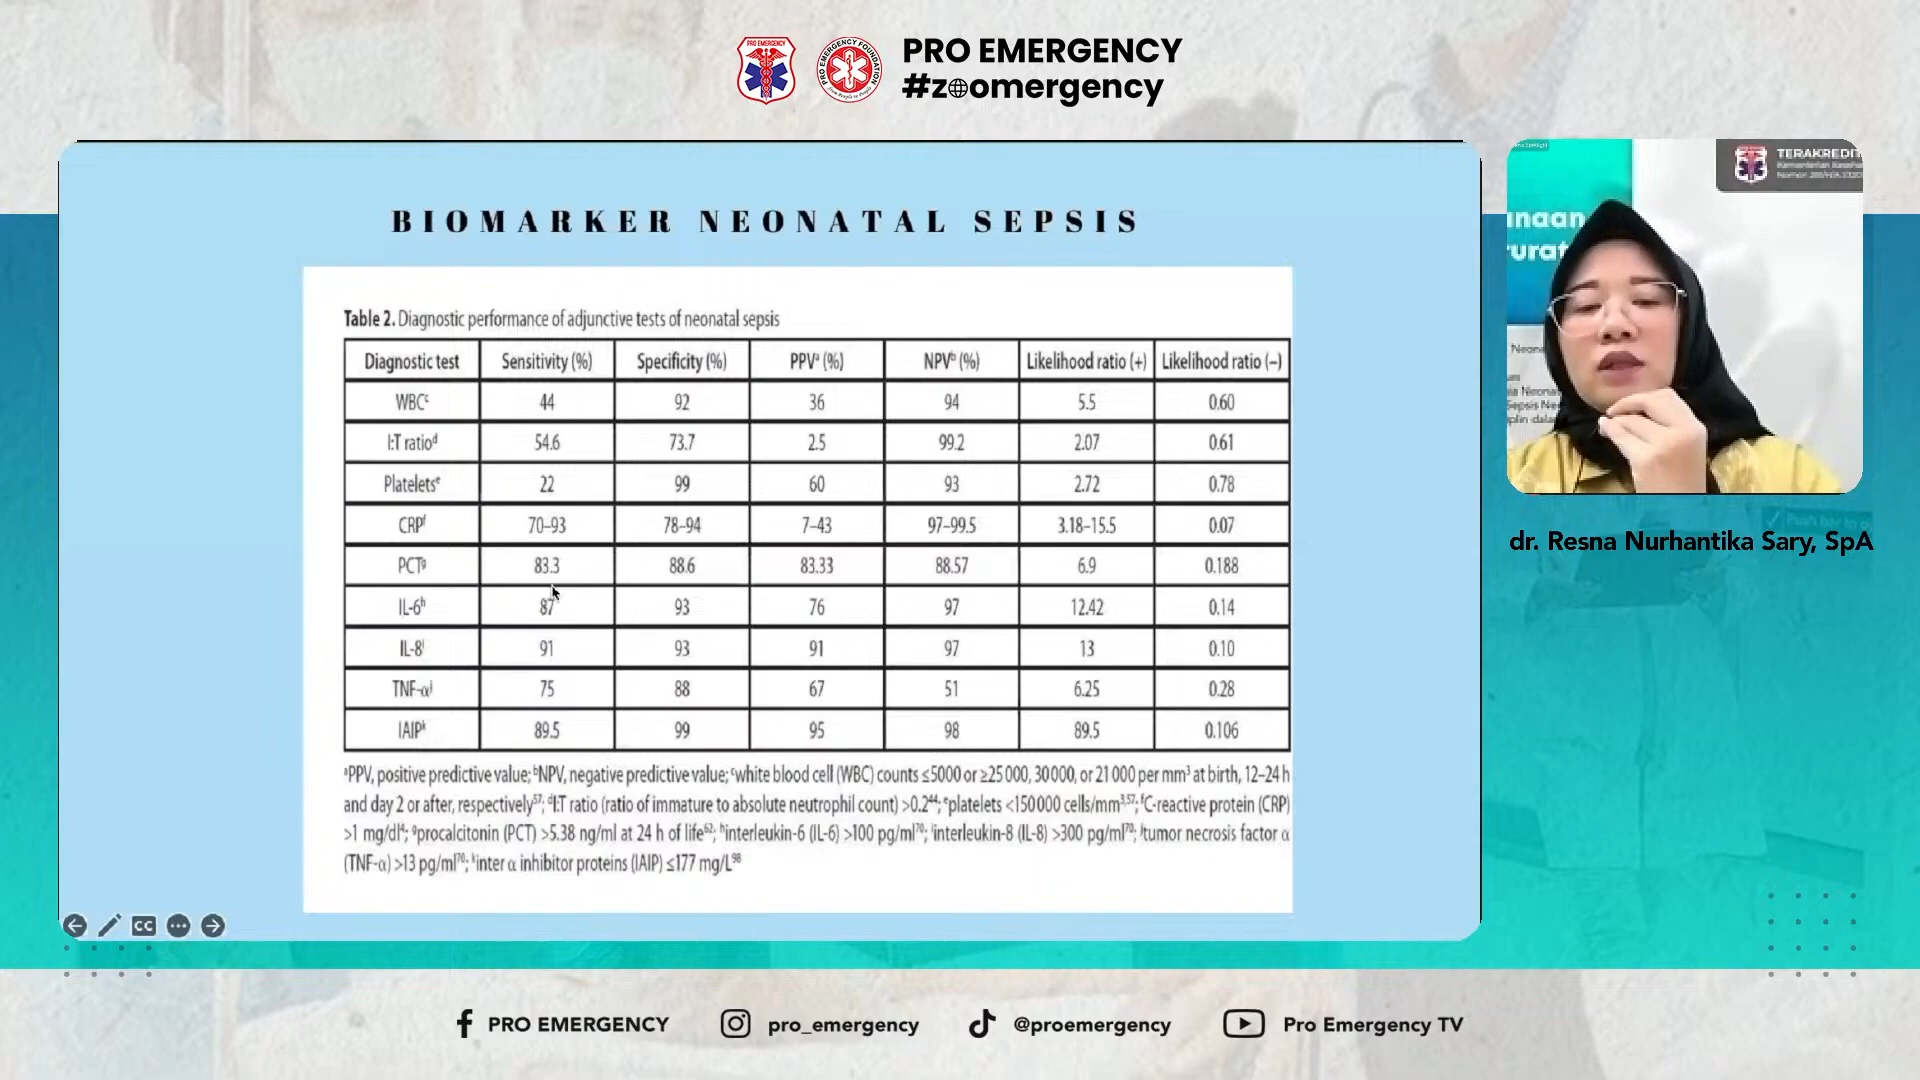 PRO EMERGENCY
#zoomergency
PRO EMERGENCY
PRO EMERGENCY FOUNDATION
BIOMARKER NEONATAL SEPSIS
Table 2. Diagnostic performance of adjunctive tests of neonatal sepsis
Diagnostic test Sensitivity (%) Specificity (%) PPVᵃ (%) NPVᵇ (%) Likelihood ratio (+) Likelihood ratio (–)
WBCᶜ 44 92 36 94 5.5 0.60
I:T ratioᵈ 54.6 73.7 2.5 99.2 2.07 0.61
Plateletsᵉ 22 99 60 93 2.72 0.78
CRPᶠ 70–93 78–94 7–43 97–99.5 3.18–15.5 0.07
PCTᵍ 83.3 88.6 83.33 88.57 6.9 0.188
IL-6ʰ 87 93 76 97 12.42 0.14
IL-8ⁱ 91 93 91 97 13 0.10
TNF-αʲ 75 88 67 51 6.25 0.28
IAIPᵏ 89.5 99 95 98 89.5 0.106
ᵃPPV, positive predictive value; ᵇNPV, negative predictive value; ᶜwhite blood cell (WBC) counts ≤5000 or ≥25 000, 30 000, or 21 000 per mm³ at birth, 12–24 h
and day 2 or after, respectively⁵⁷; ᵈI:T ratio (ratio of immature to absolute neutrophil count) >0.2⁴⁴; ᵉplatelets <150 000 cells/mm³,⁵⁷; ᶠC-reactive protein (CRP)
>1 mg/dl⁴; ᵍprocalcitonin (PCT) >5.38 ng/ml at 24 h of life⁶²; ʰinterleukin-6 (IL-6) >100 pg/ml⁷⁰; ⁱinterleukin-8 (IL-8) >300 pg/ml⁷⁰; ʲtumor necrosis factor α
(TNF-α) >13 pg/ml⁷⁰; ᵏinter α inhibitor proteins (IAIP) ≤177 mg/L⁹⁸
CC
TERAKREDIT
naan
urat
dr. Resna Nurhantika Sary, SpA
PRO EMERGENCY
pro_emergency
@proemergency
Pro Emergency TV